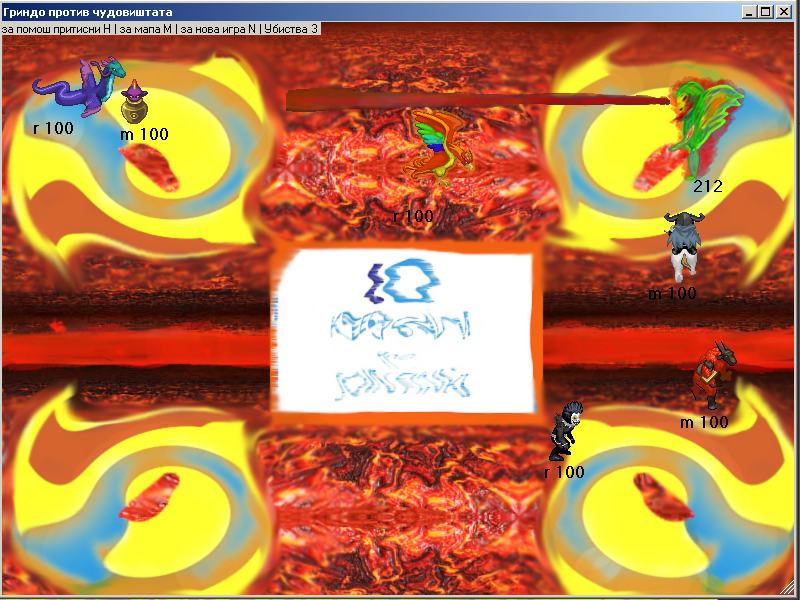 Гриндо против чудовиштата
за помош притисни H | за мапа M | за нова игра N | Убиства 3
r 100
m 100
212
r 100
m 100
m 100
r 100